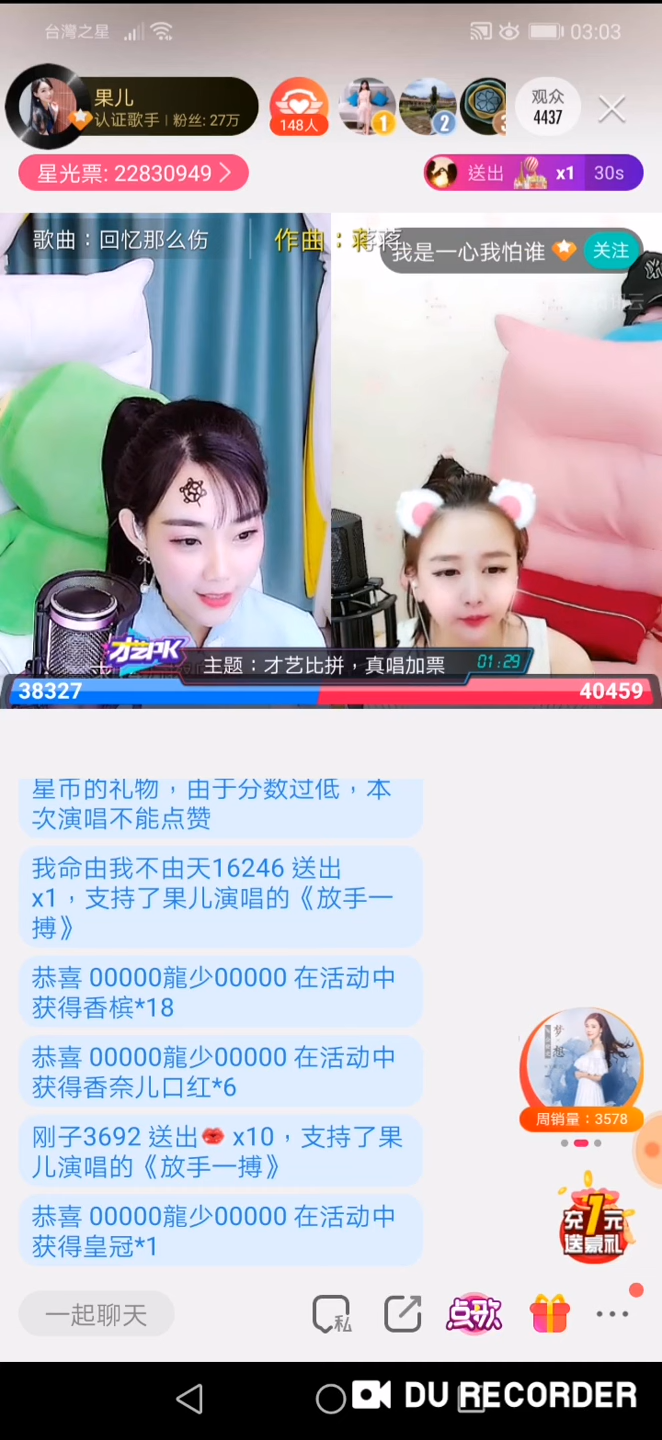 台灣之星
03:03
果儿
认证歌手 | 粉丝: 27万
148人
1
2
3
观众
4437
星光票: 22830949
送出 x1 30s
歌曲：回忆那么伤
作曲：蒋蒋
我是一心我怕谁
关注
才艺PK
主题：才艺比拼，真唱加票
01:29
38327
40459
星币的礼物，由于分数过低，本
次演唱不能点赞
我命由我不由天16246 送出
x1，支持了果儿演唱的《放手一
搏》
恭喜 00000龍少00000 在活动中
获得香槟*18
恭喜 00000龍少00000 在活动中
获得香奈儿口红*6
刚子3692 送出 x10，支持了果
儿演唱的《放手一搏》
恭喜 00000龍少00000 在活动中
获得皇冠*1
周销量：3578
充1元
送豪礼
一起聊天
私
点歌
DU RECORDER